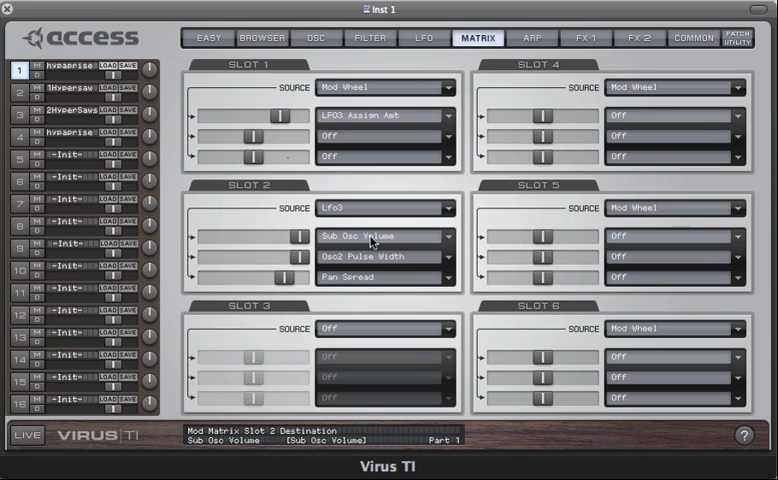 Inst 1
access
EASY BROWSER OSC FILTER LFO MATRIX ARP FX 1 FX 2 COMMON PATCH UTILITY
1 M D hypaprise LOAD SAVE
2 M D 1Hypersaw LOAD SAVE
3 M D 2HyperSaws LOAD SAVE
4 M D hypaprise LOAD SAVE
5 M D -Init- LOAD SAVE
6 M D -Init- LOAD SAVE
7 M D -Init- LOAD SAVE
8 M D -Init- LOAD SAVE
9 M D -Init- LOAD SAVE
10 M D -Init- LOAD SAVE
11 M D -Init- LOAD SAVE
12 M D -Init- LOAD SAVE
13 M D -Init- LOAD SAVE
14 M D -Init- LOAD SAVE
15 M D -Init- LOAD SAVE
16 M D -Init- LOAD SAVE
SLOT 1
SOURCE Mod Wheel
LFO3 Assign Amt
Off
Off
SLOT 2
SOURCE Lfo3
Sub Osc Volume
Osc2 Pulse Width
Pan Spread
SLOT 3
SOURCE Off
Off
Off
Off
SLOT 4
SOURCE Mod Wheel
Off
Off
Off
SLOT 5
SOURCE Mod Wheel
Off
Off
Off
SLOT 6
SOURCE Mod Wheel
Off
Off
Off
LIVE VIRUS TI
Mod Matrix Slot 2 Destination
Sub Osc Volume [Sub Osc Volume] Part 1
?
Virus TI